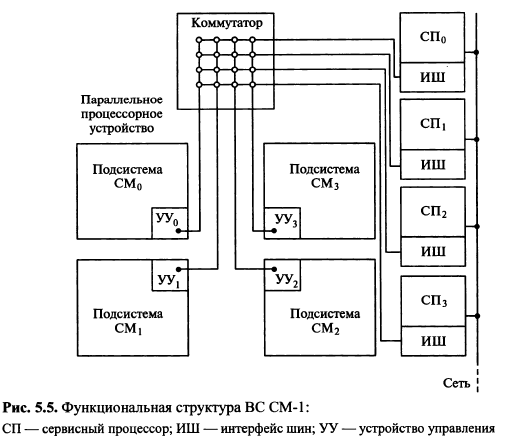 Коммутатор
СП0
ИШ
Параллельное
процессорное
устройство
СП1
ИШ
Подсистема
СМ0
УУ0
Подсистема
СМ3
УУ3
СП2
ИШ
УУ1
Подсистема
СМ1
УУ2
Подсистема
СМ2
СП3
ИШ
Сеть
Рис. 5.5. Функциональная структура ВС СМ-1:
СП — сервисный процессор; ИШ — интерфейс шин; УУ — устройство управления